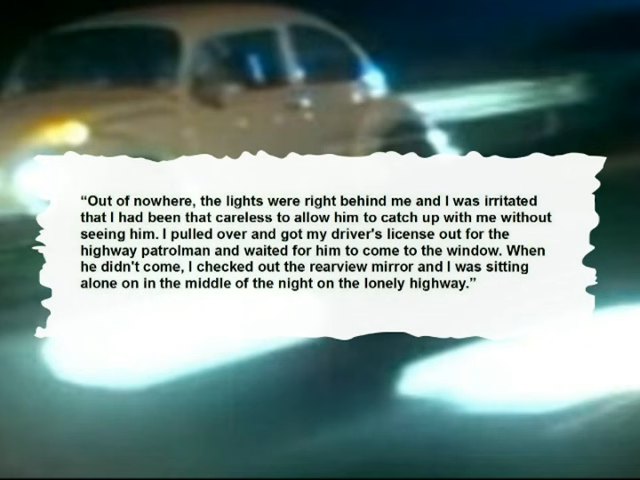 “Out of nowhere, the lights were right behind me and I was irritated
that I had been that careless to allow him to catch up with me without
seeing him. I pulled over and got my driver's license out for the
highway patrolman and waited for him to come to the window. When
he didn't come, I checked out the rearview mirror and I was sitting
alone on in the middle of the night on the lonely highway.”